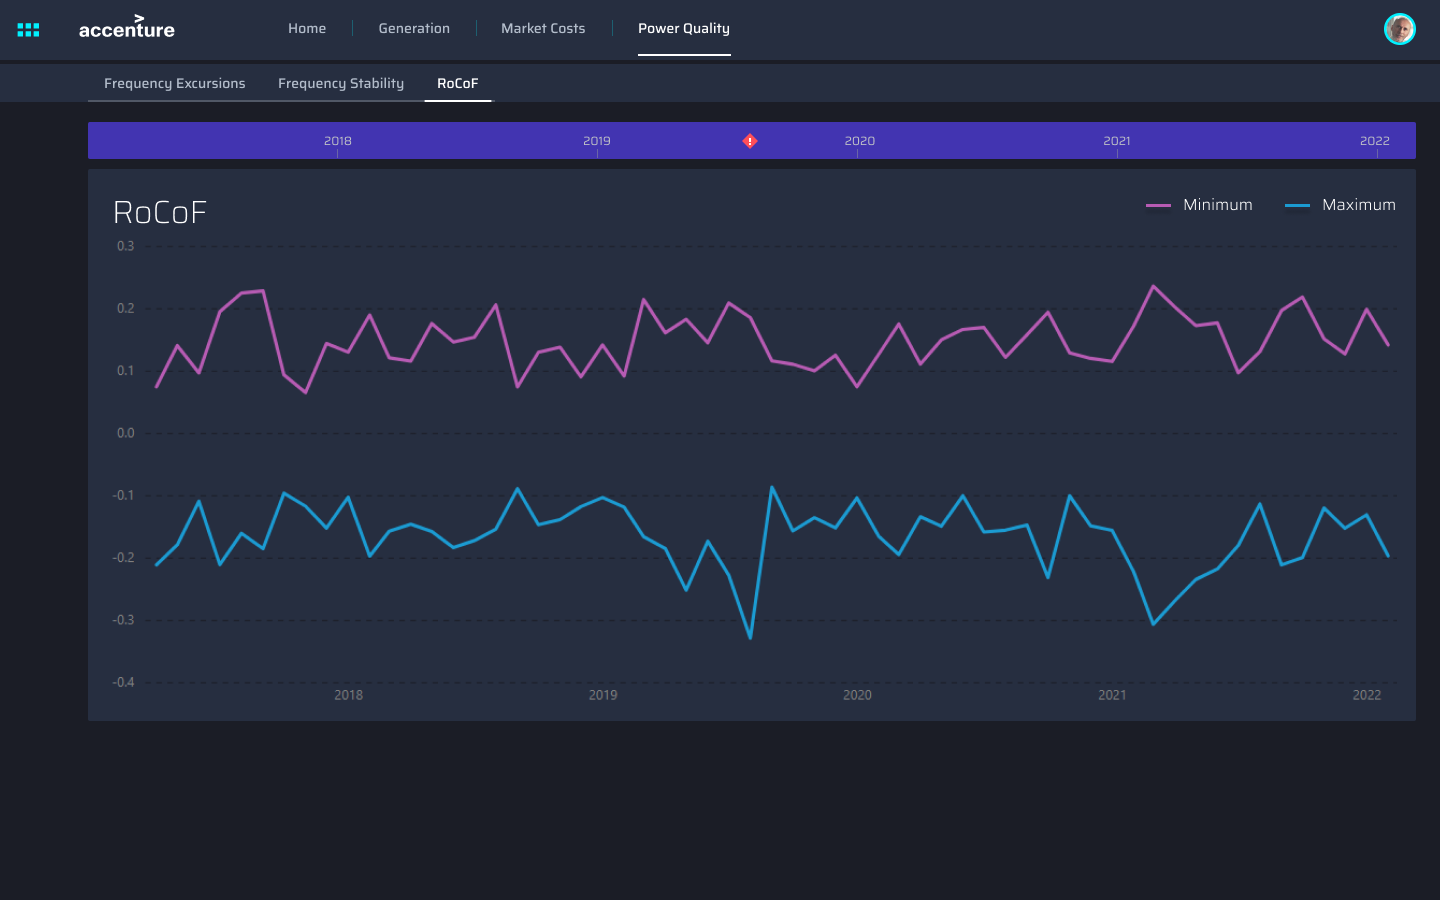 accenture
Home
Generation
Market Costs
Power Quality
Frequency Excursions
Frequency Stability
RoCoF
2018
2019
2020
2021
2022
RoCoF
Minimum
Maximum
0.3
0.2
0.1
0.0
-0.1
-0.2
-0.3
-0.4
2018
2019
2020
2021
2022